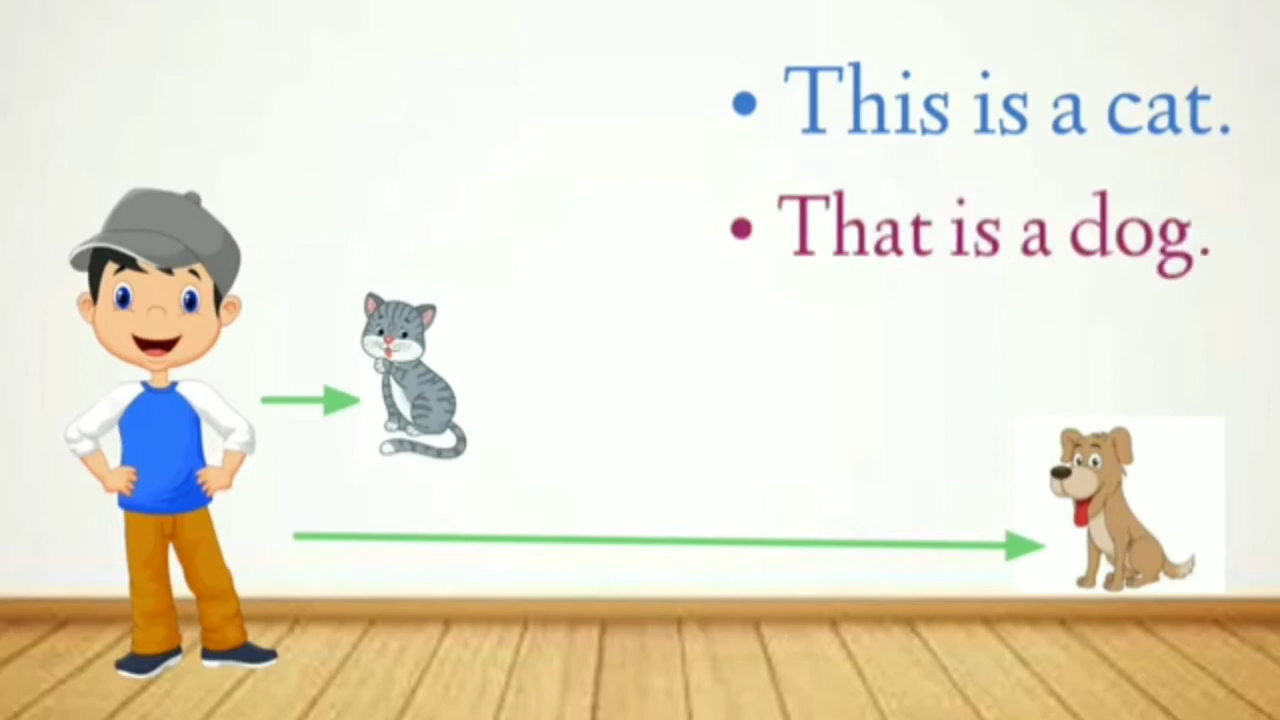 • This is a cat.
• That is a dog.